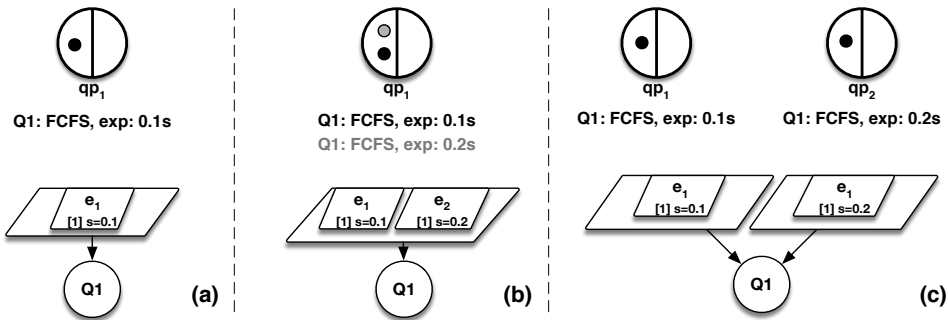 qp1
Q1: FCFS, exp: 0.1s
e1
[1] s=0.1
Q1
(a)
qp1
Q1: FCFS, exp: 0.1s
Q1: FCFS, exp: 0.2s
e1
[1] s=0.1
e2
[1] s=0.2
Q1
(b)
qp1
Q1: FCFS, exp: 0.1s
qp2
Q1: FCFS, exp: 0.2s
e1
[1] s=0.1
e1
[1] s=0.2
Q1
(c)